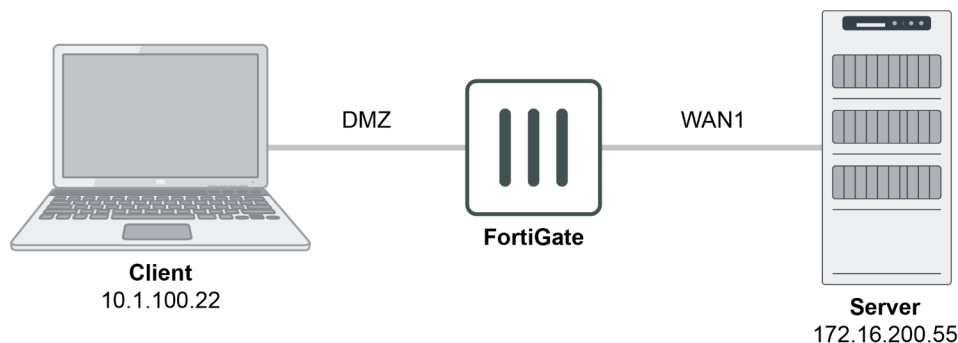 DMZ
WAN1
FortiGate
Client
10.1.100.22
Server
172.16.200.55